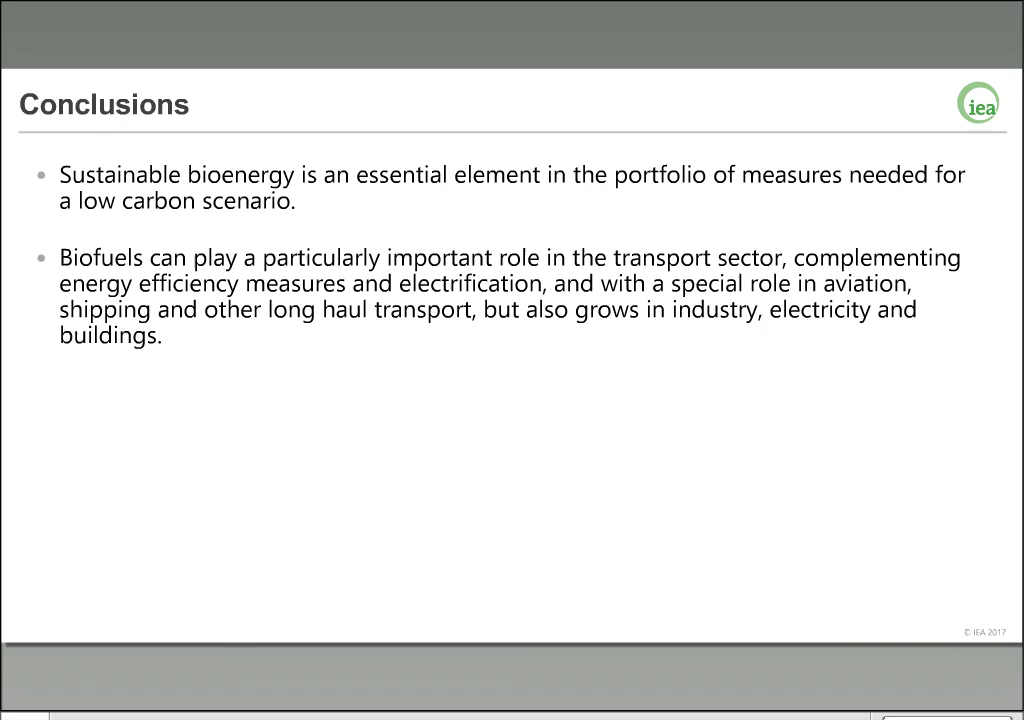 Conclusions
iea
• Sustainable bioenergy is an essential element in the portfolio of measures needed for
a low carbon scenario.
• Biofuels can play a particularly important role in the transport sector, complementing
energy efficiency measures and electrification, and with a special role in aviation,
shipping and other long haul transport, but also grows in industry, electricity and
buildings.
© IEA 2017